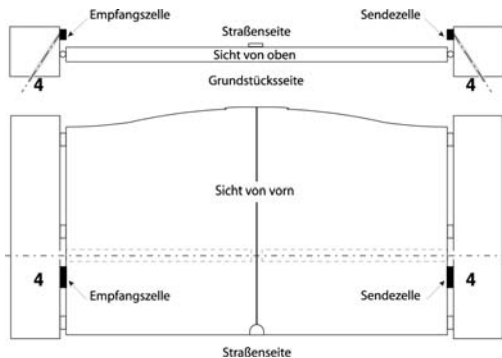 Empfangszelle
Straßenseite
Sendezelle
Sicht von oben
4
Grundstücksseite
4
Sicht von vorn
4
4
Empfangszelle
Sendezelle
Straßenseite